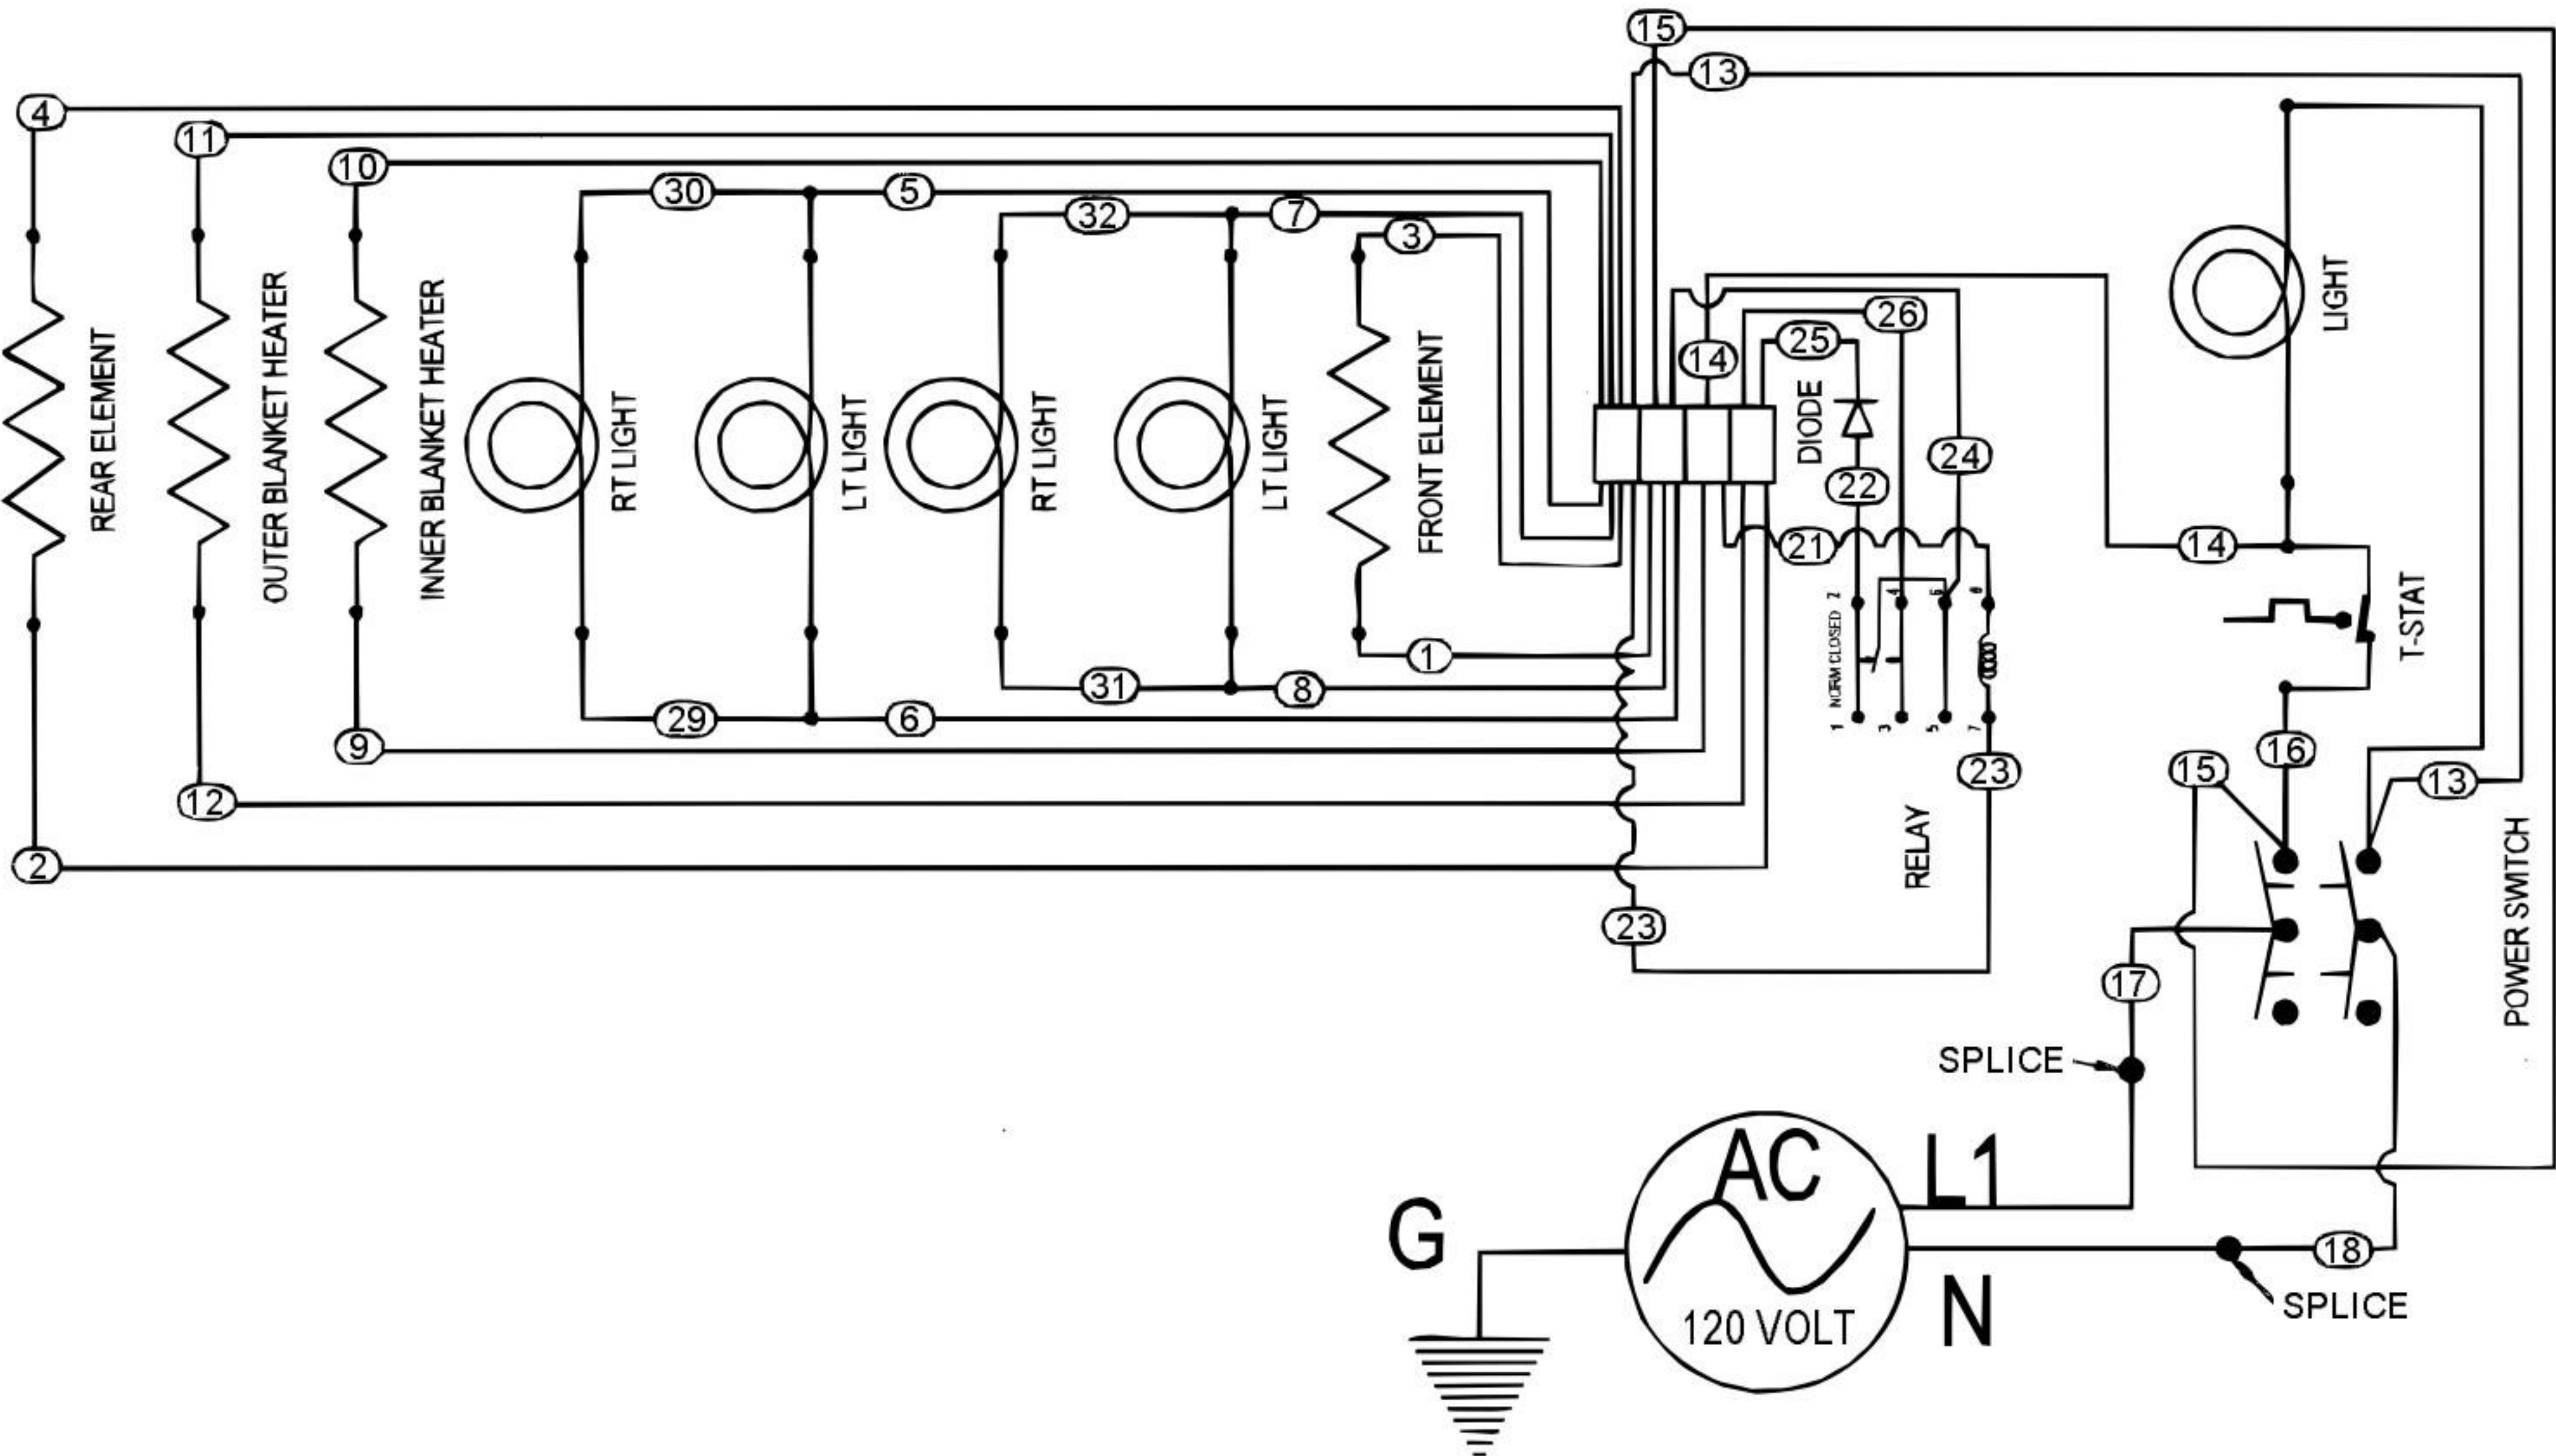 15
13
4
11
10
30
5
32
7
3
26
25
14
24
22
21
14
REAR ELEMENT
OUTER BLANKET HEATER
INNER BLANKET HEATER
RT LIGHT
LT LIGHT
RT LIGHT
LT LIGHT
FRONT ELEMENT
DIODE
LIGHT
T-STAT
NORM CLOSED
2
4
6
8
1
3
5
7
1
31
8
29
6
9
12
2
23
23
RELAY
16
15
13
POWER SWITCH
17
SPLICE
AC
120 VOLT
L1
G
N
18
SPLICE